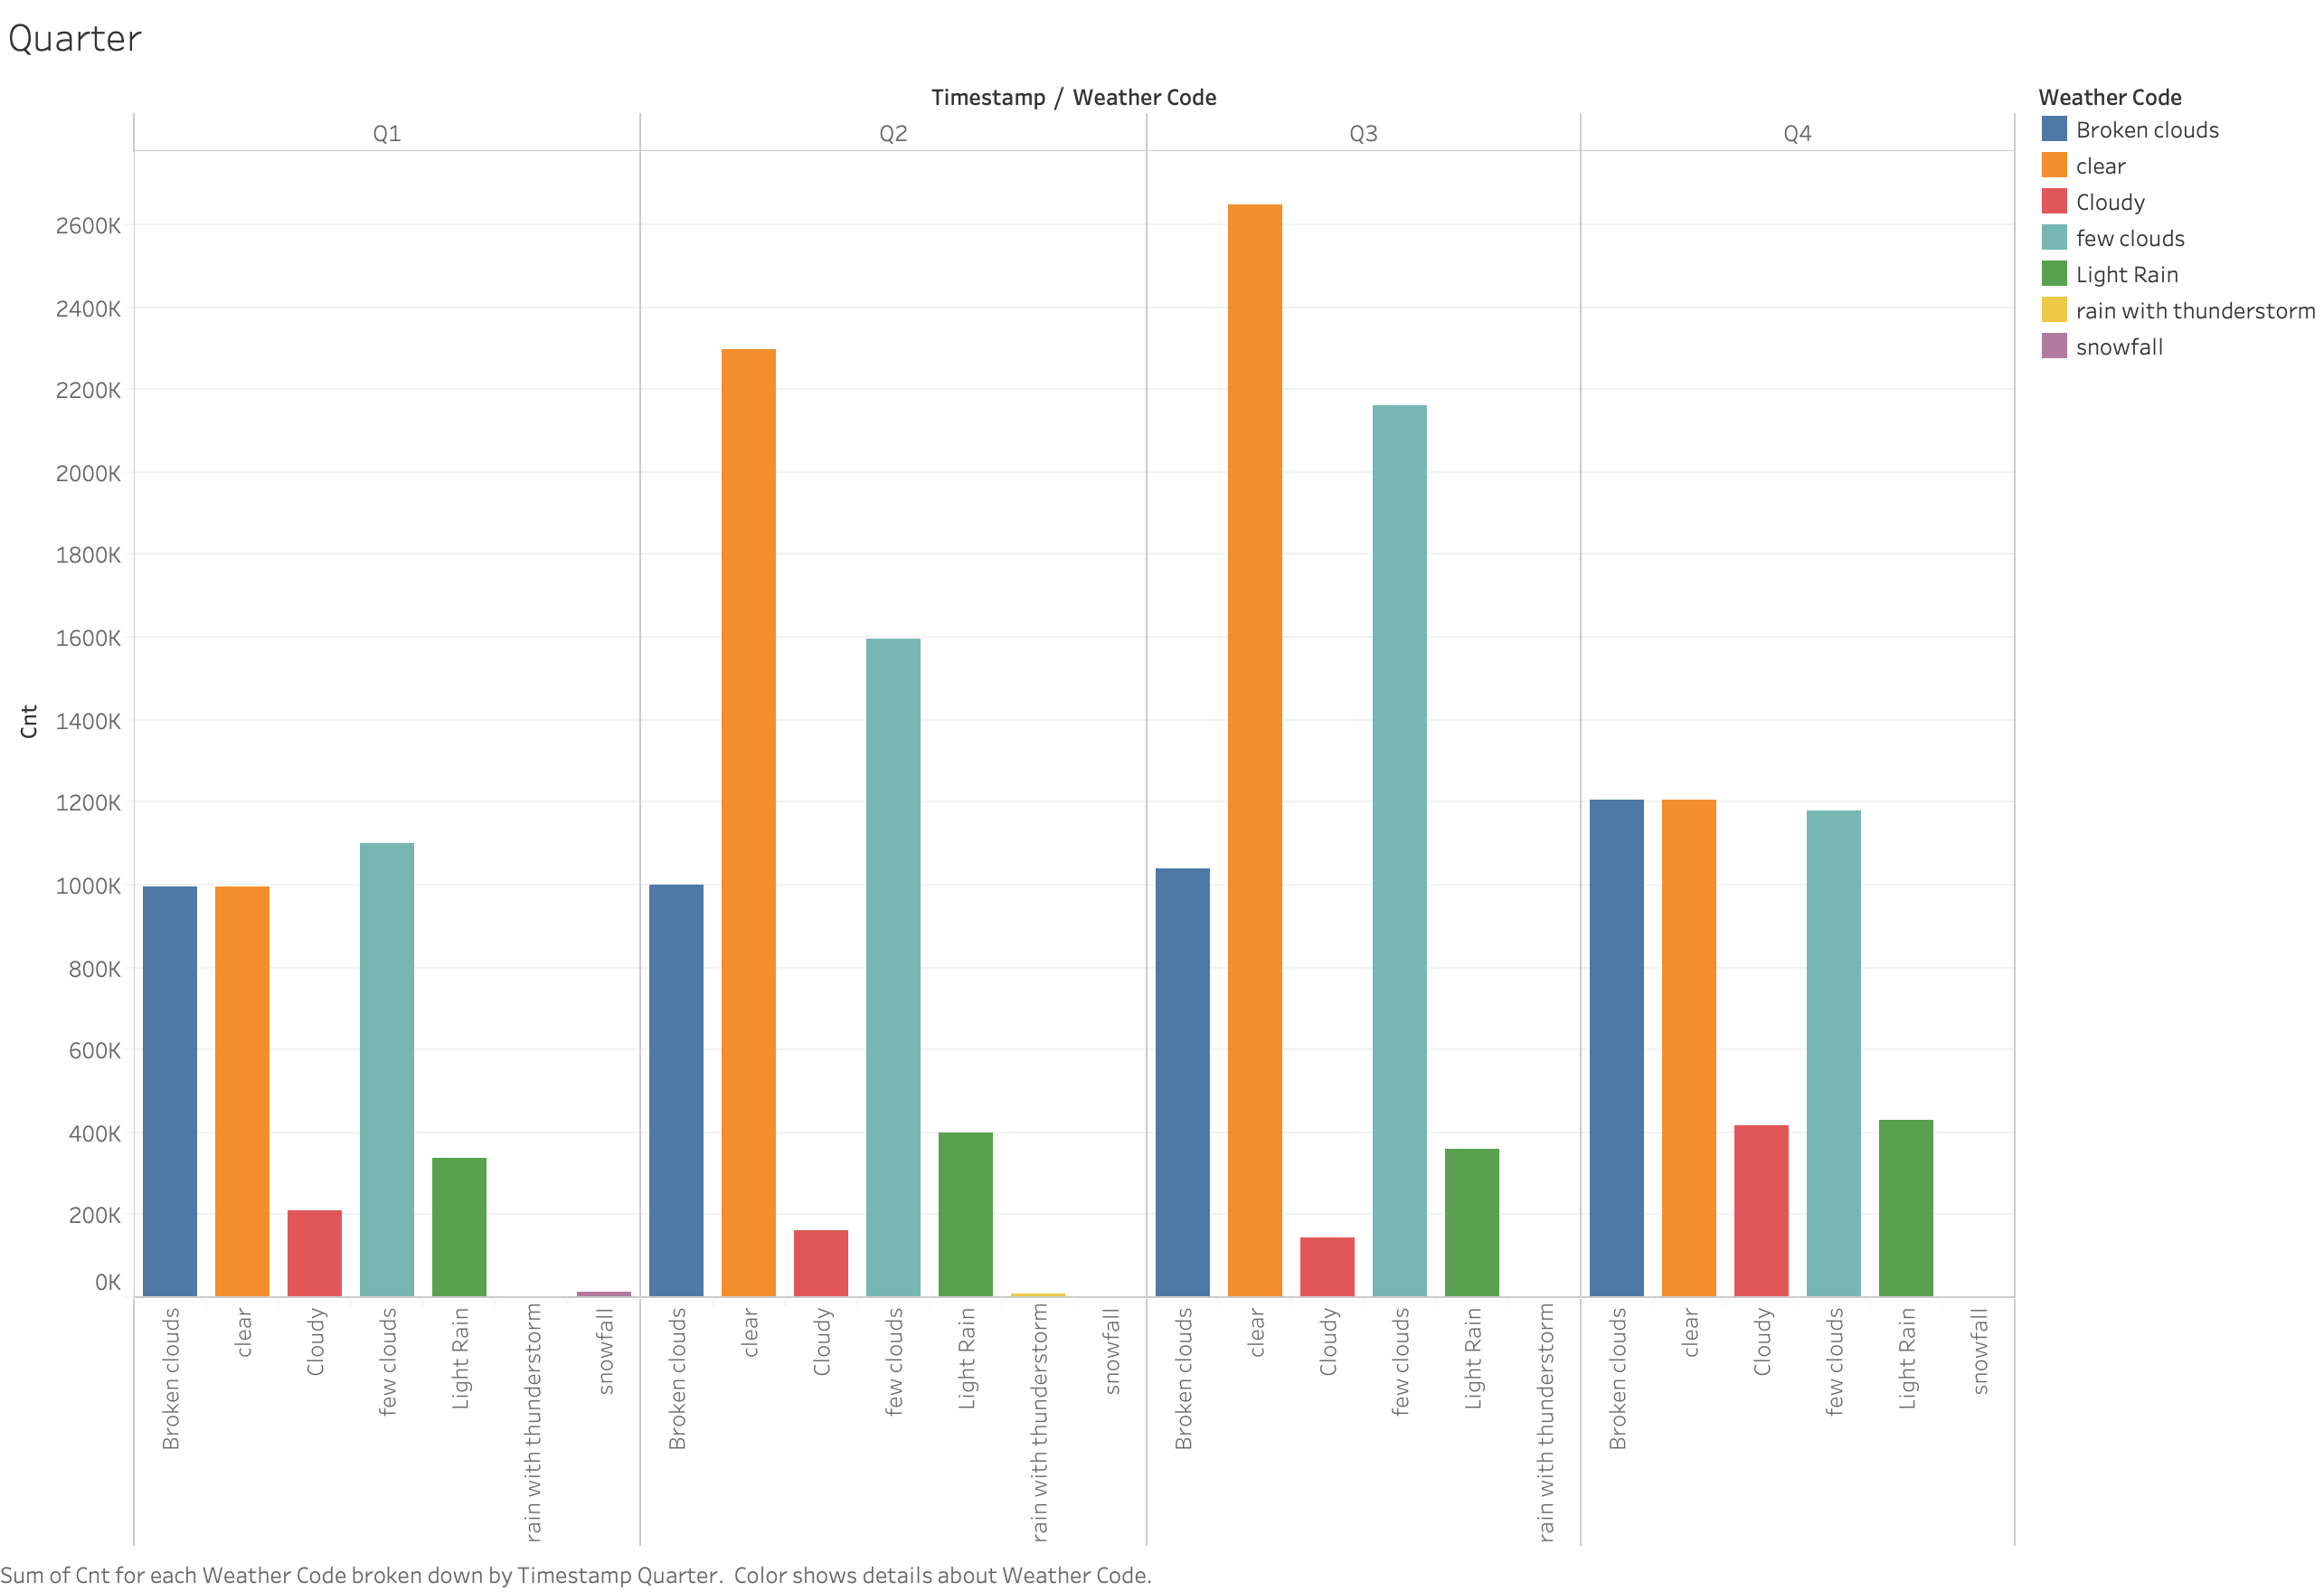 Quarter
Timestamp / Weather Code
Q1
Q2
Q3
Q4
Weather Code
Broken clouds
clear
Cloudy
few clouds
Light Rain
rain with thunderstorm
snowfall
Cnt
2600K
2400K
2200K
2000K
1800K
1600K
1400K
1200K
1000K
800K
600K
400K
200K
0K
Broken clouds
clear
Cloudy
few clouds
Light Rain
rain with thunderstorm
snowfall
Broken clouds
clear
Cloudy
few clouds
Light Rain
rain with thunderstorm
snowfall
Broken clouds
clear
Cloudy
few clouds
Light Rain
rain with thunderstorm
Broken clouds
clear
Cloudy
few clouds
Light Rain
snowfall
Sum of Cnt for each Weather Code broken down by Timestamp Quarter.  Color shows details about Weather Code.